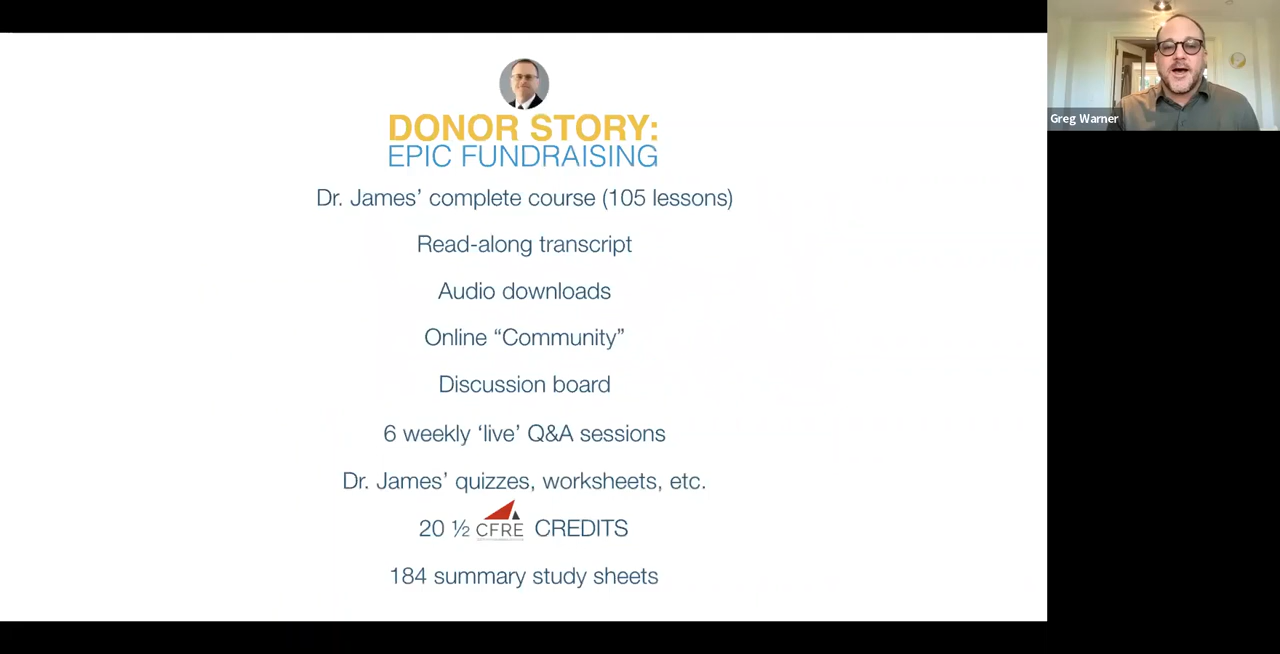 DONOR STORY:
EPIC FUNDRAISING
Dr. James’ complete course (105 lessons)
Read-along transcript
Audio downloads
Online “Community”
Discussion board
6 weekly ‘live’ Q&A sessions
Dr. James’ quizzes, worksheets, etc.
20 ½ CFRE CREDITS
184 summary study sheets
Greg Warner